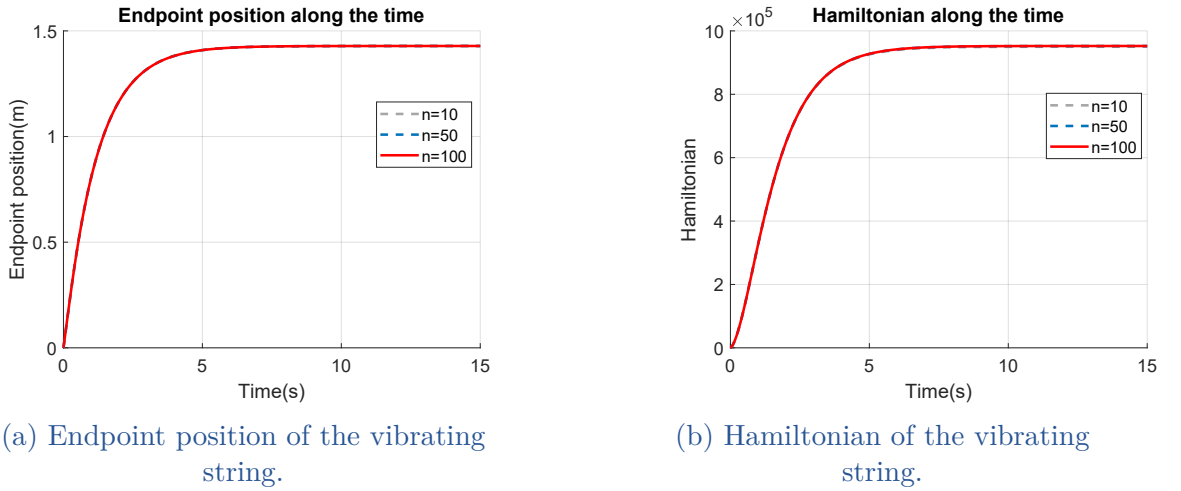 Endpoint position along the time
Endpoint position(m)
1.5
1
0.5
0
0
5
10
15
Time(s)
n=10
n=50
n=100
(a) Endpoint position of the vibrating
string.
Hamiltonian along the time
×10^5
Hamiltonian
10
8
6
4
2
0
0
5
10
15
Time(s)
n=10
n=50
n=100
(b) Hamiltonian of the vibrating
string.